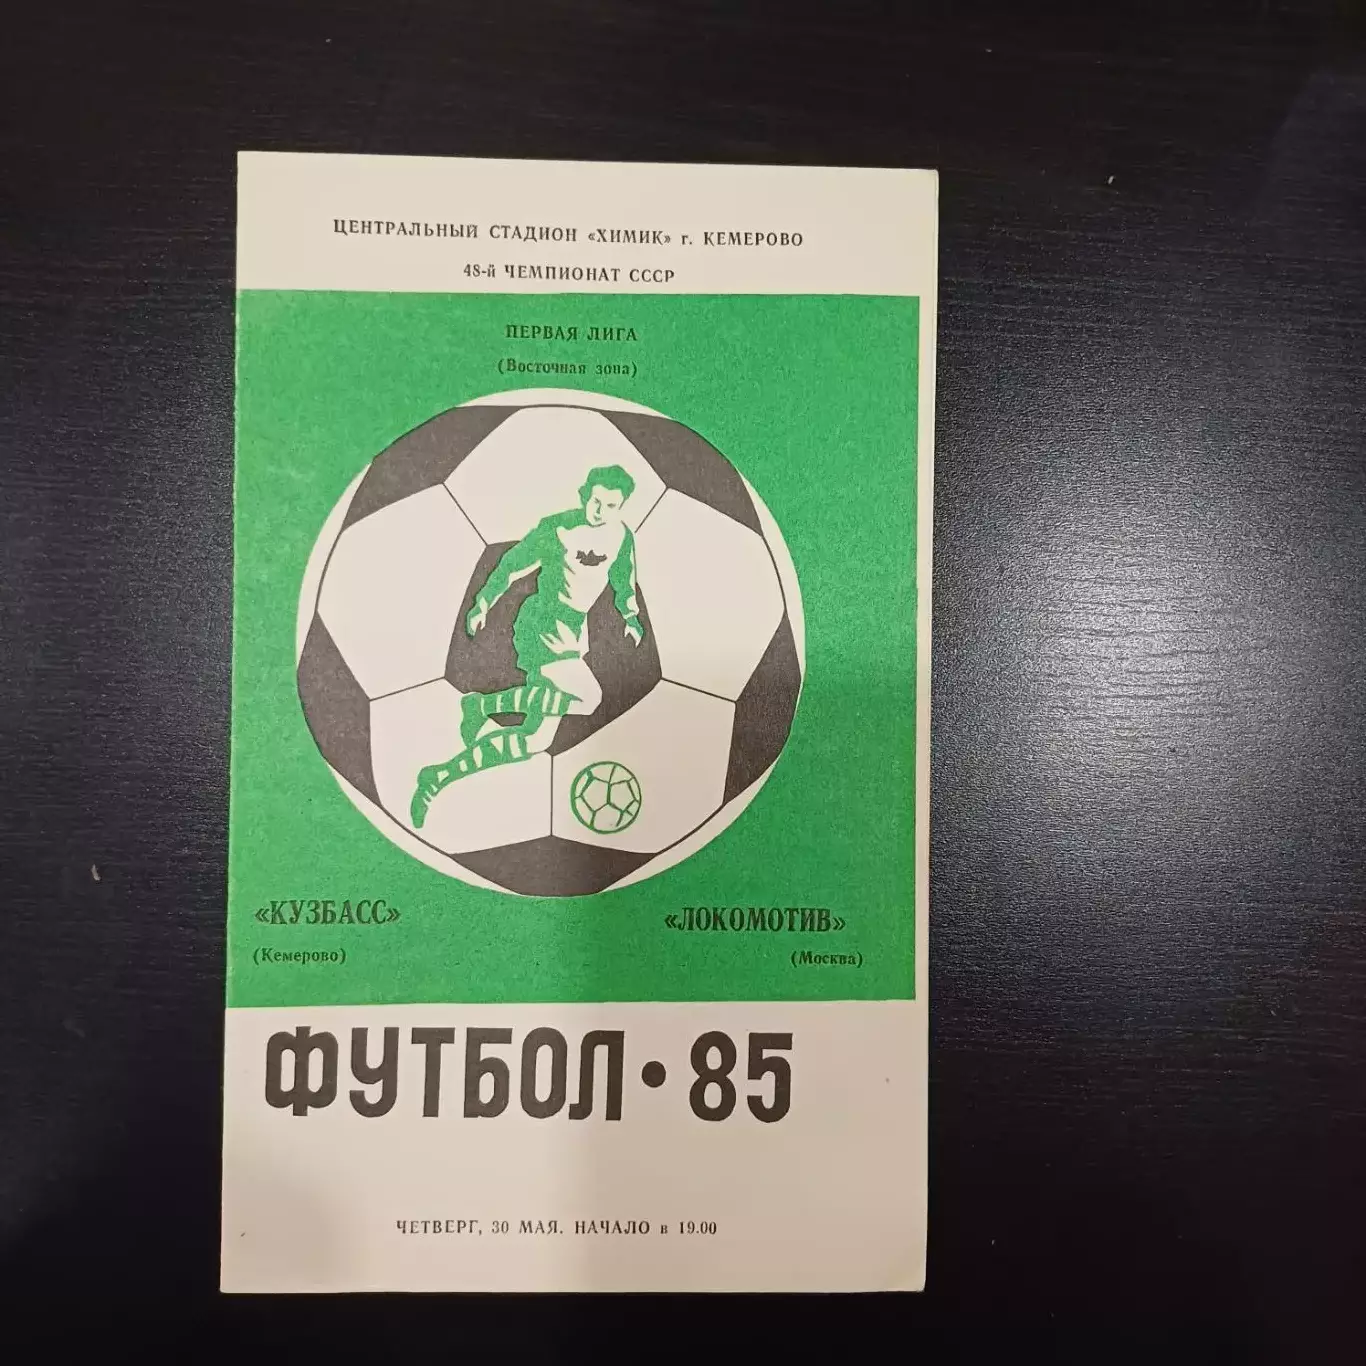 ЦЕНТРАЛЬНЫЙ СТАДИОН «ХИМИК» г. КЕМЕРОВО
48-й ЧЕМПИОНАТ СССР
ПЕРВАЯ ЛИГА
(Восточная зона)
«КУЗБАСС»
(Кемерово)
«ЛОКОМОТИВ»
(Москва)
ФУТБОЛ • 85
ЧЕТВЕРГ, 30 МАЯ. НАЧАЛО в 19.00